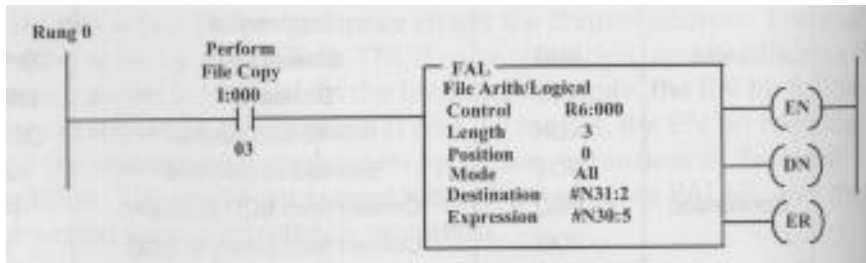 Rung 0
Perform
File Copy
I:000
03
FAL
File Arith/Logical
Control R6:000
Length 3
Position 0
Mode All
Destination #N31:2
Expression #N30:5
EN
DN
ER